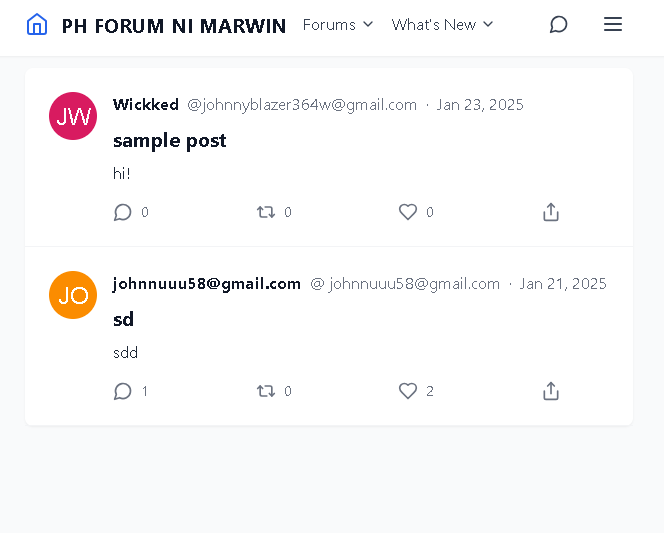 PH FORUM NI MARWIN Forums What's New
JW Wickked @johnnyblazer364w@gmail.com · Jan 23, 2025
sample post
hi!
0 0 0
JO johnnuuu58@gmail.com @ johnnuuu58@gmail.com · Jan 21, 2025
sd
sdd
1 0 2